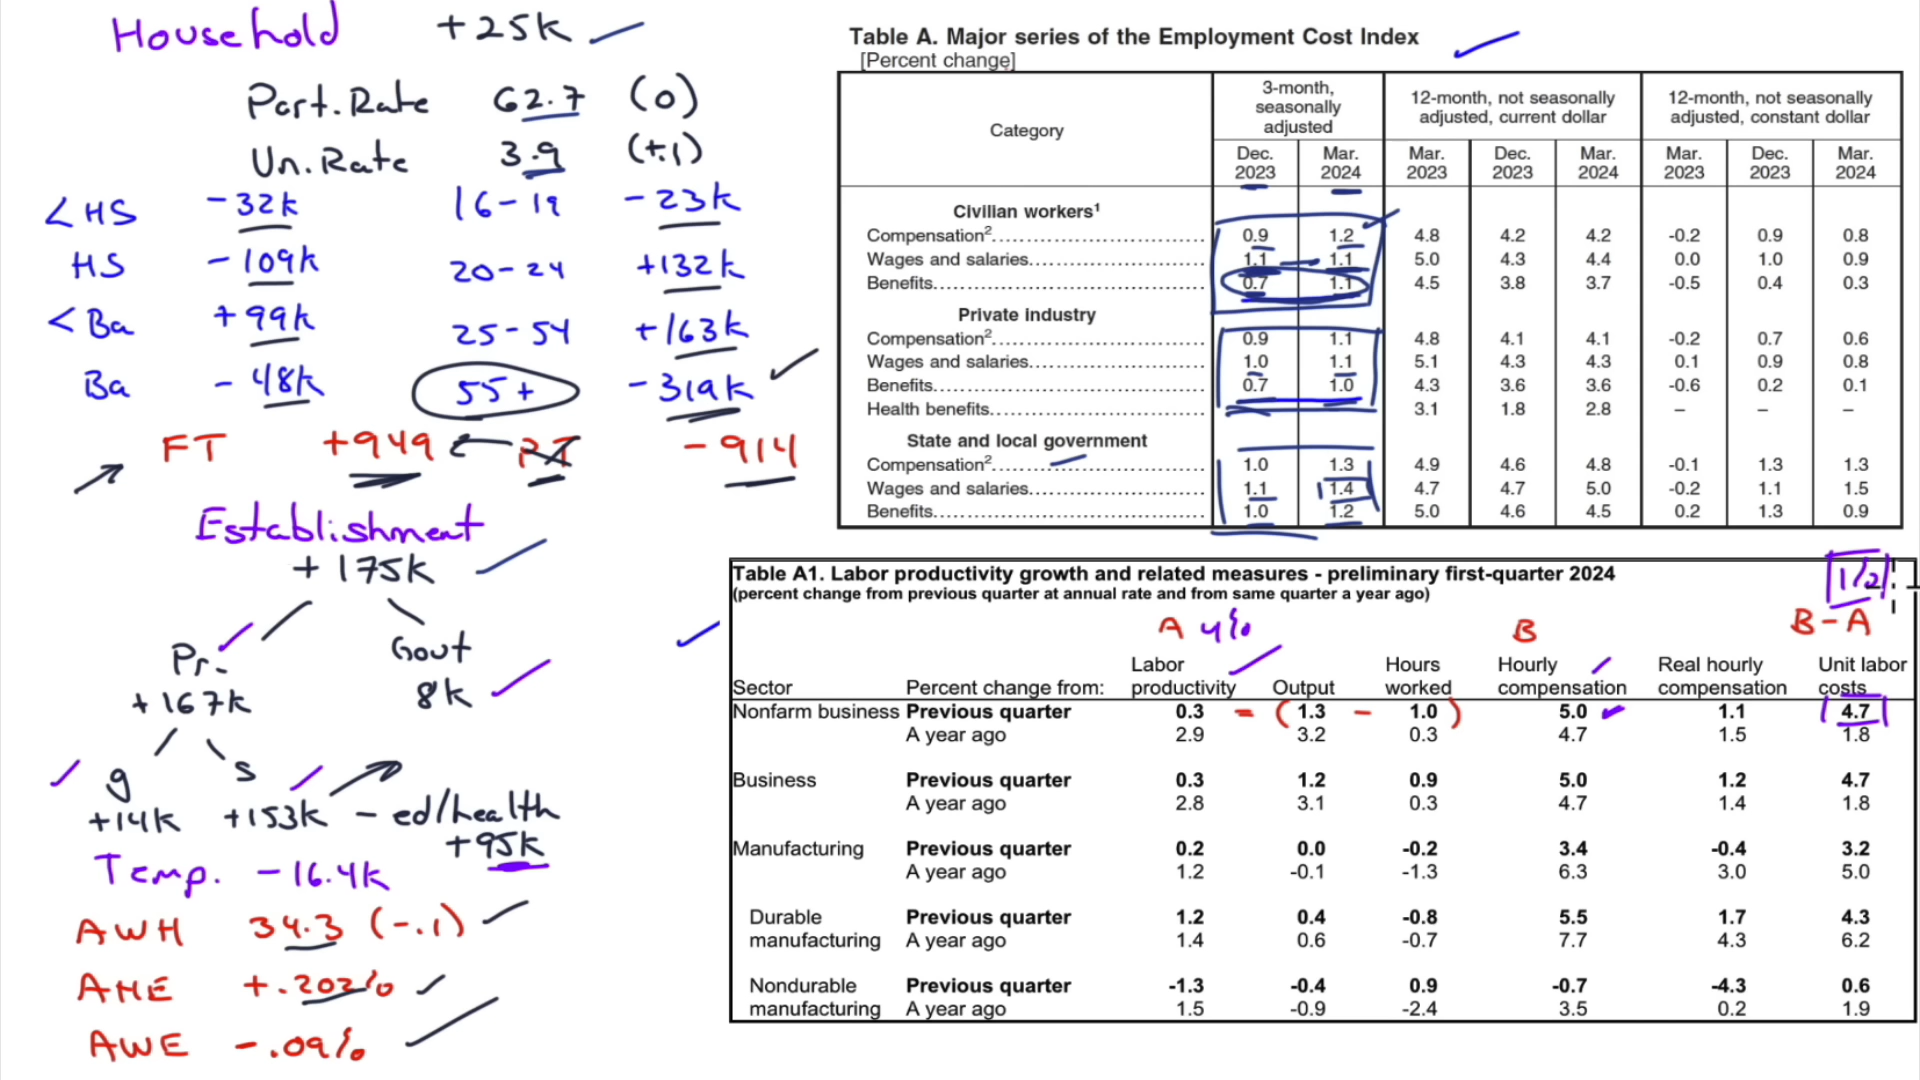 Household +25k
Part.Rate 62.7 (0)
Un.Rate 3.9 (+.1)
<HS -32k 16-19 -23k
HS -109k 20-24 +132k
<Ba +99k 25-54 +163k
Ba -48k 55+ -319k
FT +949 PT -914
Establishment
+175k
Pr. Govt
+167k 8k
g s
+14k +153k - ed/health
+95k
Temp. -16.4k
AWH 34.3 (-.1)
AHE +.202%
AWE -.09%
Table A. Major series of the Employment Cost Index
[Percent change]
Category
3-month, seasonally adjusted
12-month, not seasonally adjusted, current dollar
12-month, not seasonally adjusted, constant dollar
Dec. 2023 Mar. 2024 Mar. 2023 Dec. 2023 Mar. 2024 Mar. 2023 Dec. 2023 Mar. 2024
Civilian workers¹
Compensation².......................... 0.9 1.2 4.8 4.2 4.2 -0.2 0.9 0.8
Wages and salaries...................... 1.1 1.1 5.0 4.3 4.4 0.0 1.0 0.9
Benefits.................................. 0.7 1.1 4.5 3.8 3.7 -0.5 0.4 0.3
Private industry
Compensation².......................... 0.9 1.1 4.8 4.1 4.1 -0.2 0.7 0.6
Wages and salaries...................... 1.0 1.1 5.1 4.3 4.3 0.1 0.9 0.8
Benefits.................................. 0.7 1.0 4.3 3.6 3.6 -0.6 0.2 0.1
Health benefits.......................... 3.1 1.8 2.8 – – –
State and local government
Compensation².......................... 1.0 1.3 4.9 4.6 4.8 -0.1 1.3 1.3
Wages and salaries...................... 1.1 1.4 4.7 4.7 5.0 -0.2 1.1 1.5
Benefits.................................. 1.0 1.2 5.0 4.6 4.5 0.2 1.3 0.9
Table A1. Labor productivity growth and related measures - preliminary first-quarter 2024
(percent change from previous quarter at annual rate and from same quarter a year ago)
1/2
A 4% B B-A
Labor Hours Hourly Real hourly Unit labor
Sector Percent change from: productivity Output worked compensation compensation costs
Nonfarm business Previous quarter 0.3 = ( 1.3 - 1.0 ) 5.0 1.1 4.7
A year ago 2.9 3.2 0.3 4.7 1.5 1.8
Business Previous quarter 0.3 1.2 0.9 5.0 1.2 4.7
A year ago 2.8 3.1 0.3 4.7 1.4 1.8
Manufacturing Previous quarter 0.2 0.0 -0.2 3.4 -0.4 3.2
A year ago 1.2 -0.1 -1.3 6.3 3.0 5.0
Durable Previous quarter 1.2 0.4 -0.8 5.5 1.7 4.3
manufacturing A year ago 1.4 0.6 -0.7 7.7 4.3 6.2
Nondurable Previous quarter -1.3 -0.4 0.9 -0.7 -4.3 0.6
manufacturing A year ago 1.5 -0.9 -2.4 3.5 0.2 1.9